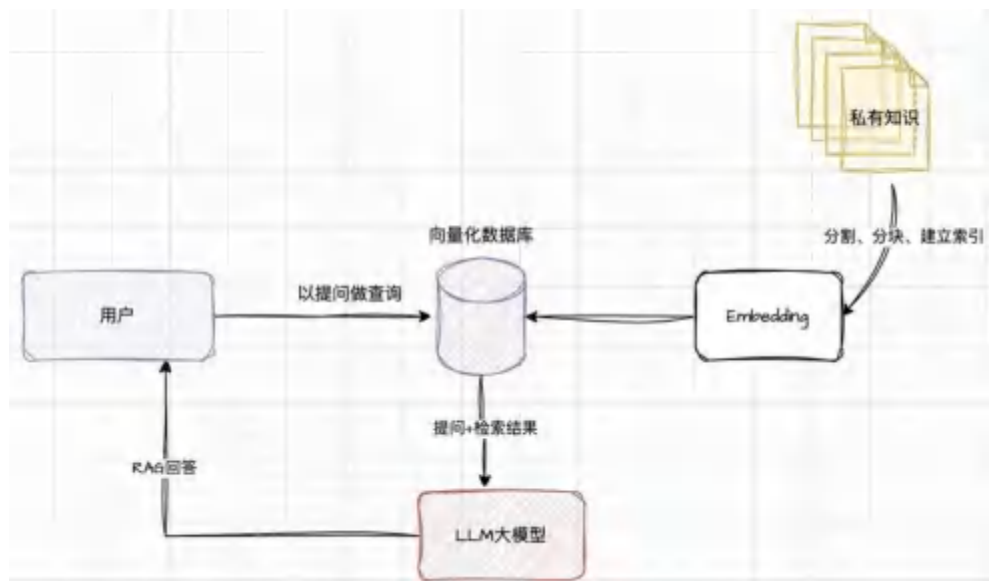 私有知识
向量化数据库
分割、分块、建立索引
以提问做查询
用户
Embedding
提问+检索结果
RAG回答
LLM大模型